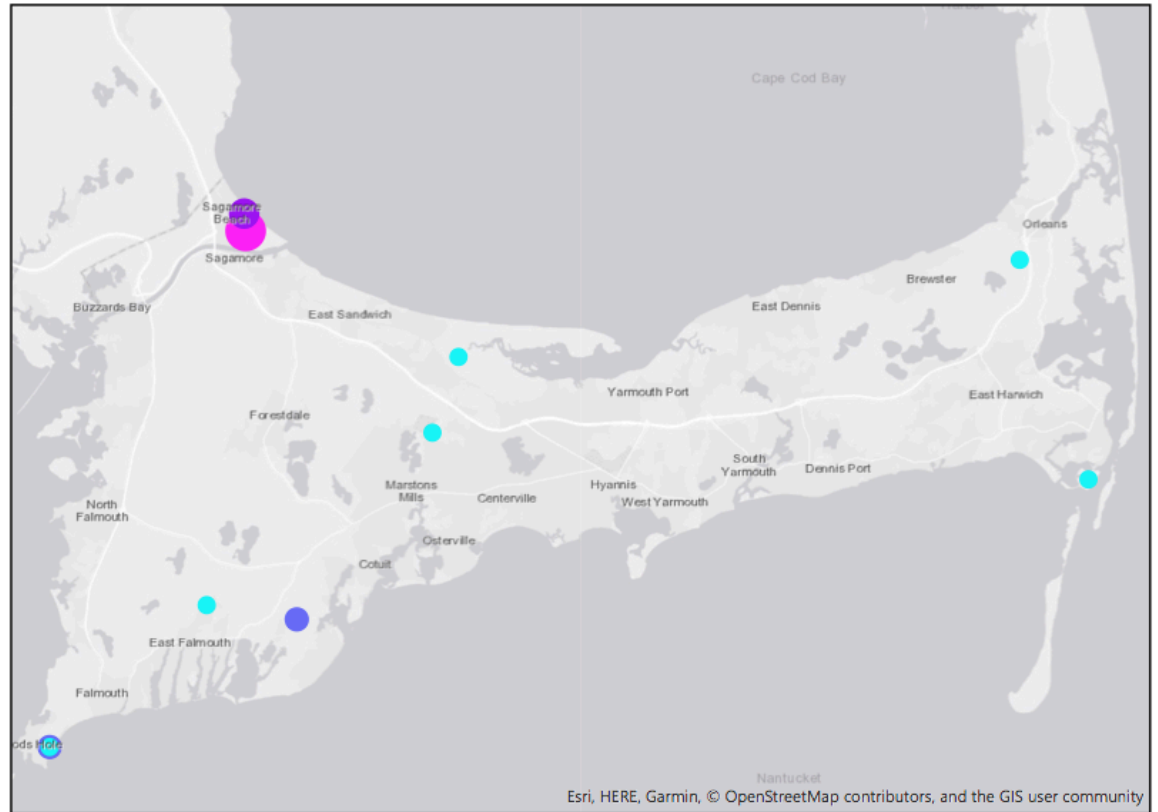 Cape Cod Bay
Sagamore
Beach
Sagamore
Orleans
Brewster
Buzzards Bay
East Sandwich
East Dennis
Yarmouth Port
East Harwich
Forestdale
South
Yarmouth
Dennis Port
Marstons
Mills
Centerville
Hyannis
West Yarmouth
North
Falmouth
Osterville
Cotuit
East Falmouth
Falmouth
ods Hole
Nantucket
Esri, HERE, Garmin, © OpenStreetMap contributors, and the GIS user community